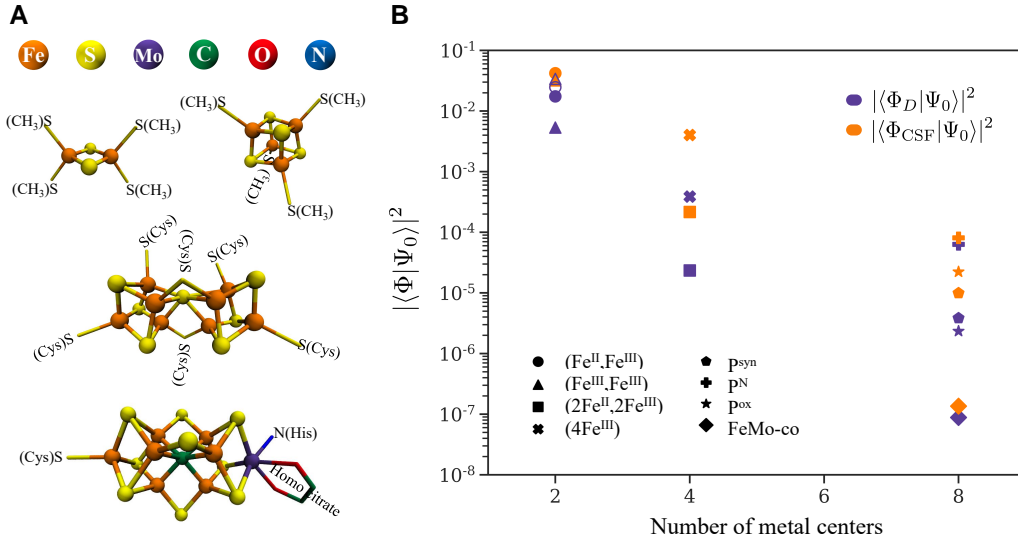 A
Fe S Mo C O N
(CH₃)S
S(CH₃)
(CH₃)S
S(CH₃)
(CH₃)S
S(CH₃)
(CH₃)S
S(CH₃)
S(Cys)
(Cys)S
S(Cys)
(Cys)S
S(Cys)
S(Cys)
(Cys)S
N(His)
Homo citrate
B
10⁻¹
10⁻²
10⁻³
10⁻⁴
10⁻⁵
10⁻⁶
10⁻⁷
10⁻⁸
|⟨Φ|Ψ₀⟩|²
|⟨Φ_D|Ψ₀⟩|²
|⟨Φ_CSF|Ψ₀⟩|²
(Feᴵᴵ,Feᴵᴵᴵ)
(Feᴵᴵᴵ,Feᴵᴵᴵ)
(2Feᴵᴵ,2Feᴵᴵᴵ)
(4Feᴵᴵᴵ)
Pˢʸⁿ
Pᴺ
Pᵒˣ
FeMo-co
2 4 6 8
Number of metal centers